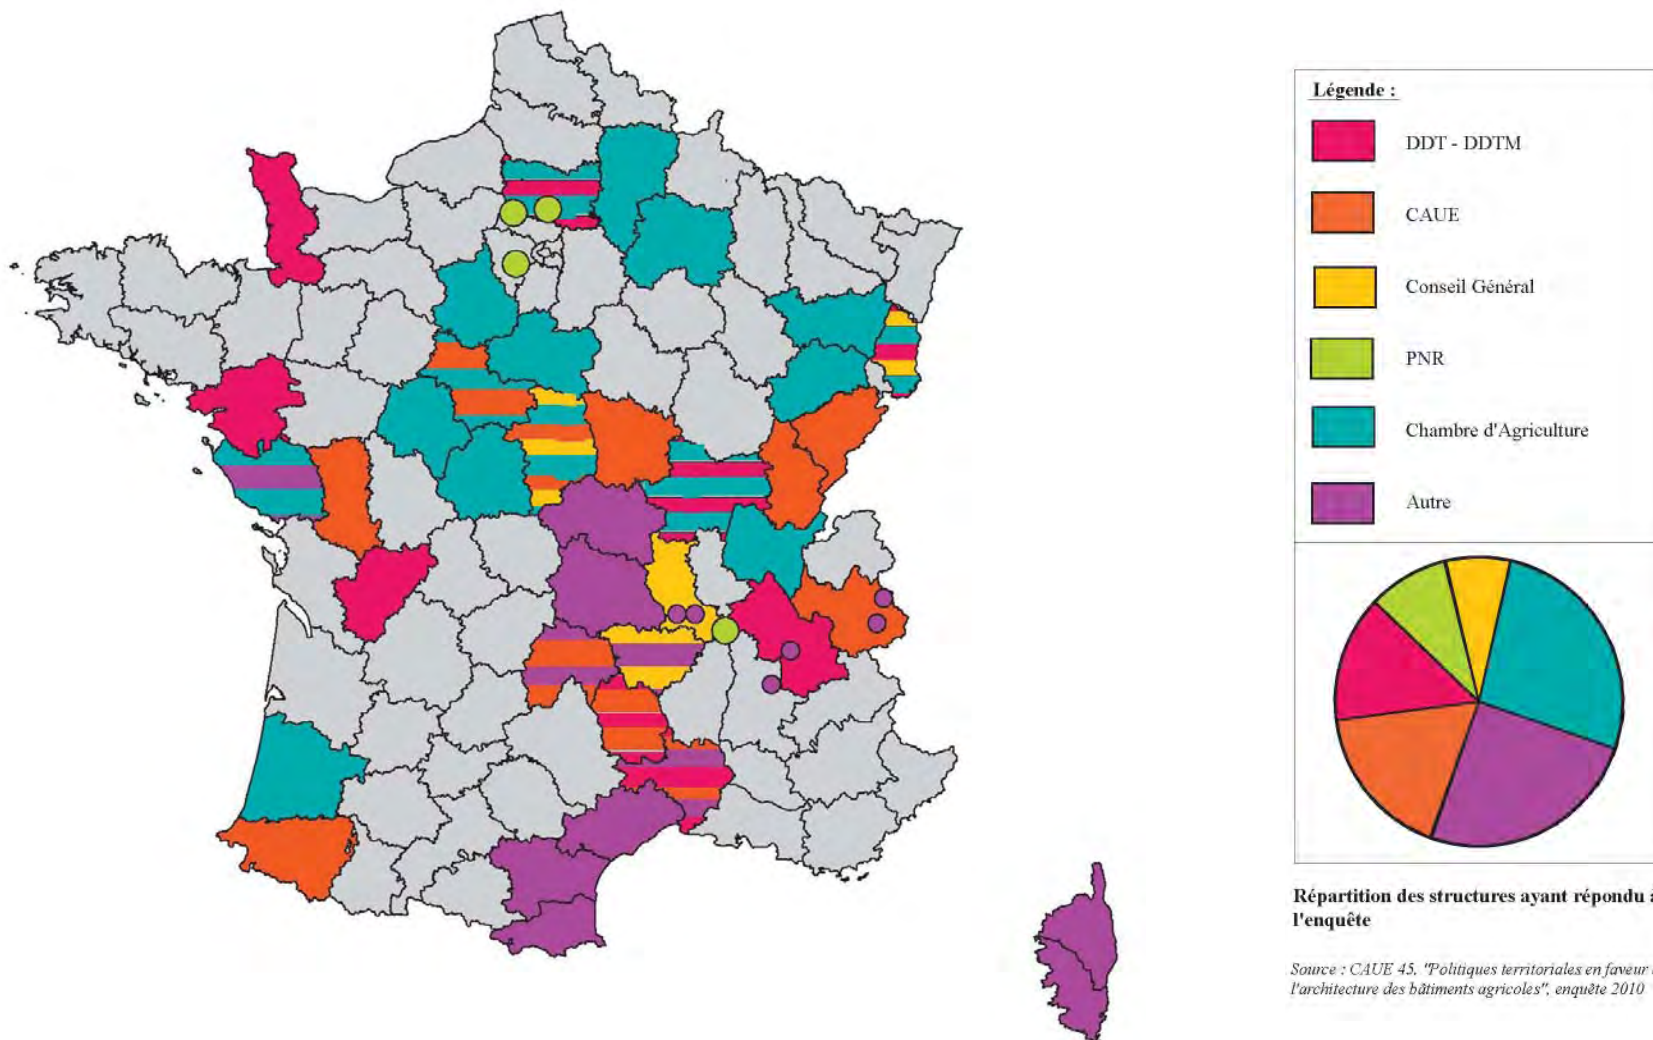 Légende :
DDT - DDTM
CAUE
Conseil Général
PNR
Chambre d'Agriculture
Autre
Répartition des structures ayant répondu à
l'enquête
Source : CAUE 45, "Politiques territoriales en faveur
l'architecture des bâtiments agricoles", enquête 2010